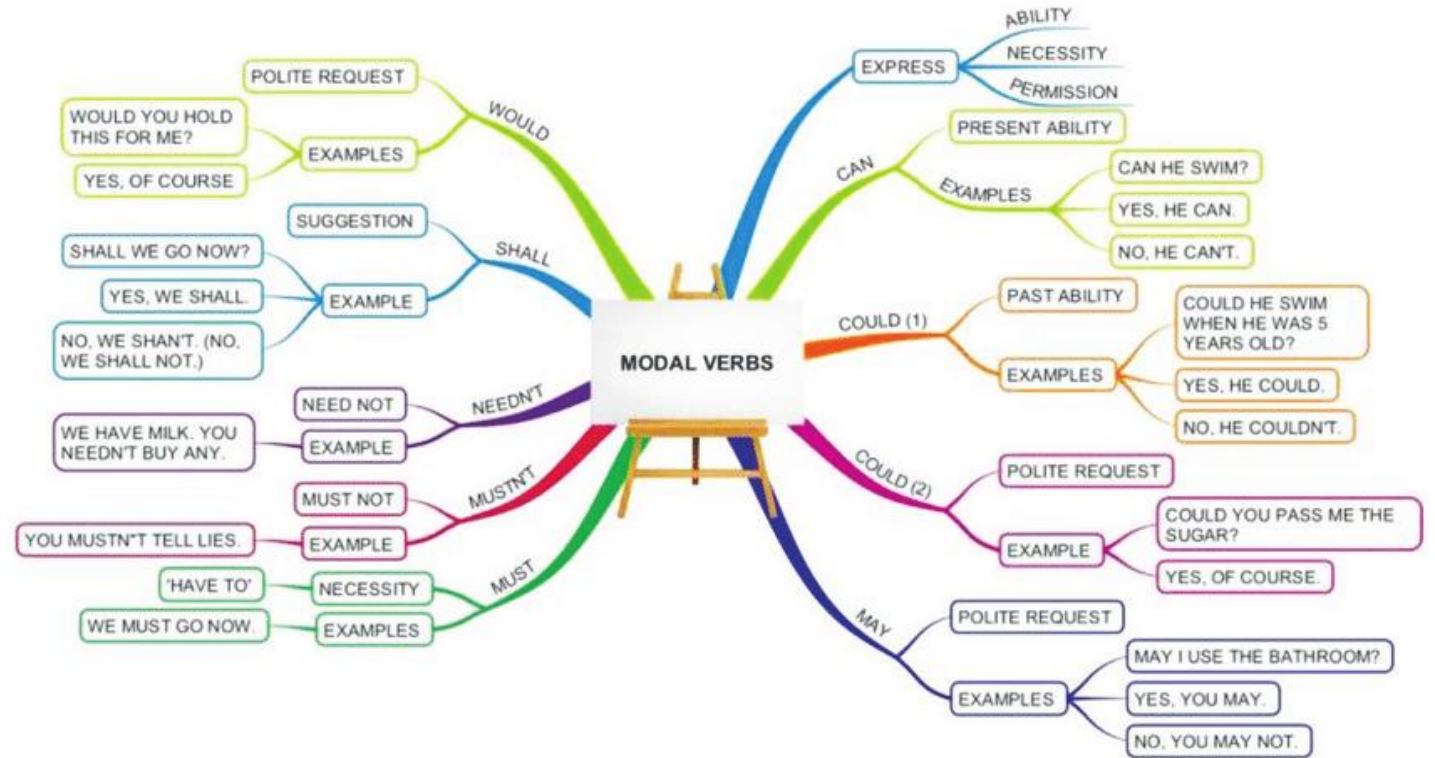 MODAL VERBS
EXPRESS
ABILITY
NECESSITY
PERMISSION
CAN
PRESENT ABILITY
EXAMPLES
CAN HE SWIM?
YES, HE CAN.
NO, HE CAN'T.
COULD (1)
PAST ABILITY
EXAMPLES
COULD HE SWIM
WHEN HE WAS 5
YEARS OLD?
YES, HE COULD.
NO, HE COULDN'T.
COULD (2)
POLITE REQUEST
EXAMPLE
COULD YOU PASS ME THE
SUGAR?
YES, OF COURSE.
MAY
POLITE REQUEST
EXAMPLES
MAY I USE THE BATHROOM?
YES, YOU MAY.
NO, YOU MAY NOT.
WOULD
POLITE REQUEST
EXAMPLES
WOULD YOU HOLD
THIS FOR ME?
YES, OF COURSE
SHALL
SUGGESTION
EXAMPLE
SHALL WE GO NOW?
YES, WE SHALL.
NO, WE SHAN'T. (NO,
WE SHALL NOT.)
NEEDN'T
NEED NOT
EXAMPLE
WE HAVE MILK. YOU
NEEDN'T BUY ANY.
MUSTN'T
MUST NOT
EXAMPLE
YOU MUSTN"T TELL LIES.
MUST
NECESSITY
'HAVE TO'
EXAMPLES
WE MUST GO NOW.